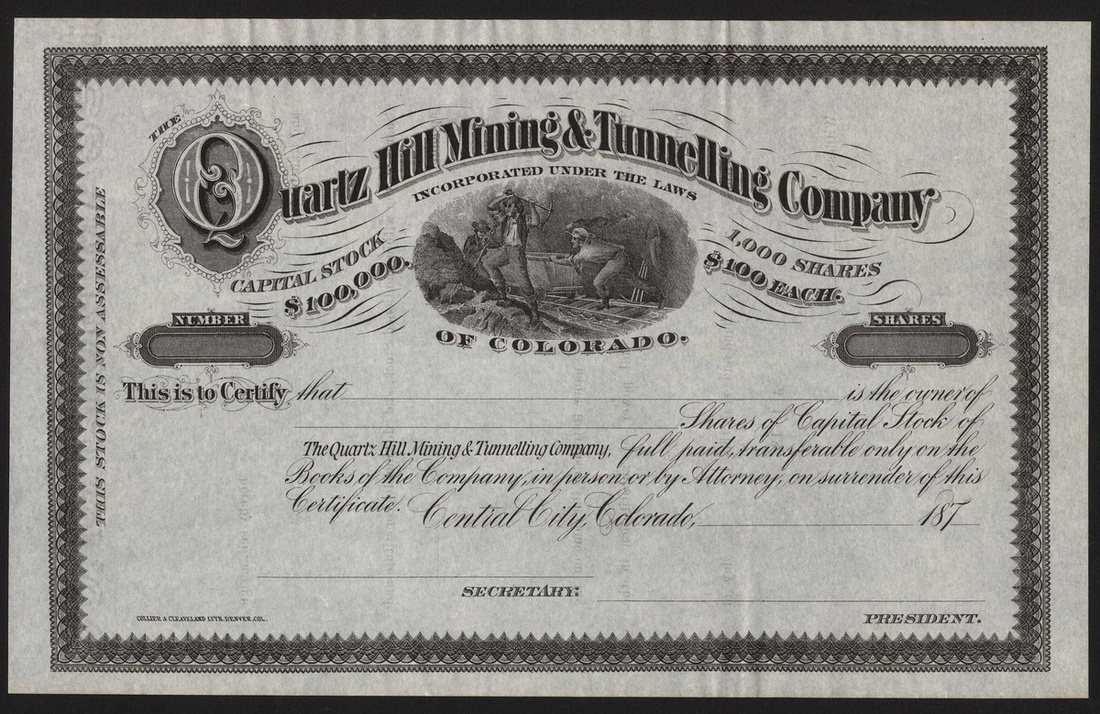 THE
Quartz Hill Mining & Tunnelling Company
INCORPORATED UNDER THE LAWS
CAPITAL STOCK
$100,000.
1,000 SHARES
$100 EACH.
OF COLORADO.
NUMBER
SHARES
THIS STOCK IS NON ASSESSABLE
This is to Certify that is the owner of
Shares of Capital Stock of
The Quartz Hill Mining & Tunnelling Company, full paid, transferable only on the
Books of the Company, in person or by Attorney, on surrender of this
Certificate. Central City, Colorado, 187
SECRETARY.
PRESIDENT.
COLLIER & CLEAVELAND LITH. DENVER, COL.